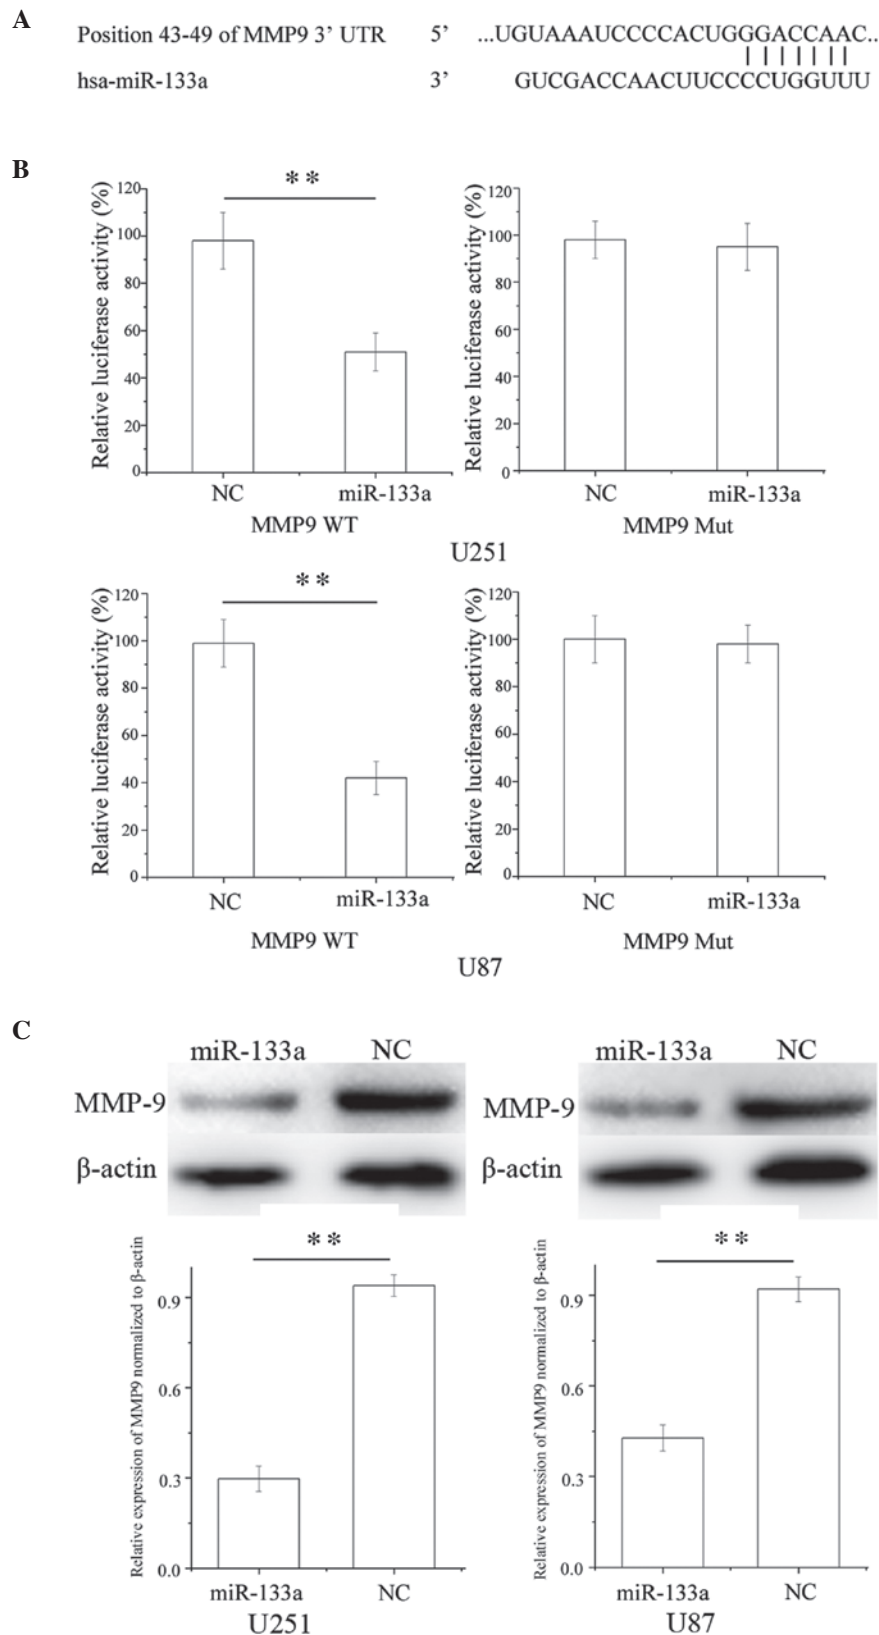 A
Position 43-49 of MMP9 3’ UTR 5’ ...UGUAAAUCCCCACUGGGACCAAC..
hsa-miR-133a 3’ GUCGACCAACUUCCCCUGGUUU
B
**
Relative luciferase activity (%)
120
100
80
60
40
20
0
NC miR-133a
MMP9 WT
Relative luciferase activity (%)
120
100
80
60
40
20
0
NC miR-133a
MMP9 Mut
U251
**
Relative luciferase activity (%)
120
100
80
60
40
20
0
NC miR-133a
MMP9 WT
Relative luciferase activity (%)
120
100
80
60
40
20
0
NC miR-133a
MMP9 Mut
U87
C
miR-133a NC
MMP-9
β-actin
miR-133a NC
MMP-9
β-actin
**
Relative expression of MMP9 normalized to β-actin
0.9
0.6
0.3
0.0
miR-133a NC
U251
**
Relative expression of MMP9 normalized to β-actin
0.9
0.6
0.3
0.0
miR-133a NC
U87